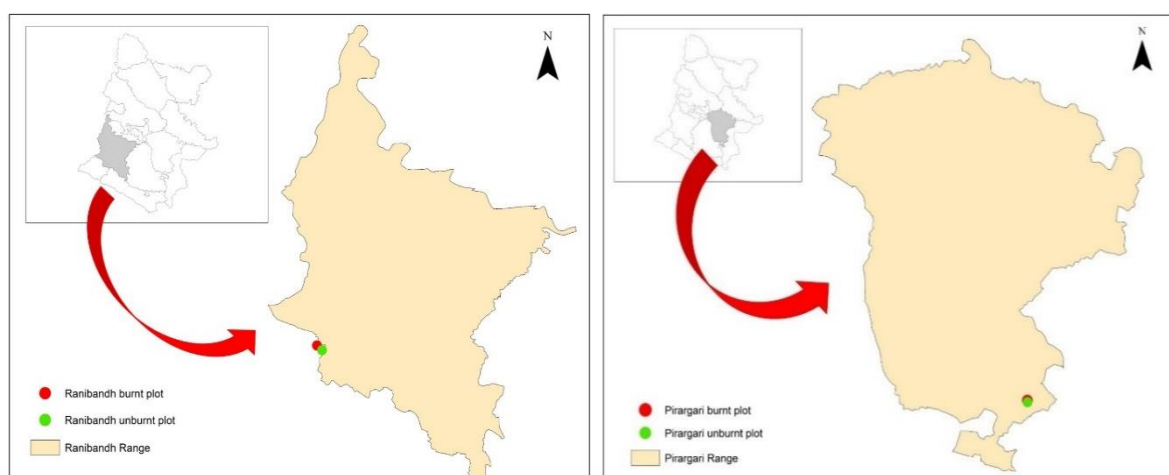 N
Ranibandh burnt plot
Ranibandh unburnt plot
Ranibandh Range
N
Pirargari burnt plot
Pirargari unburnt plot
Pirargari Range